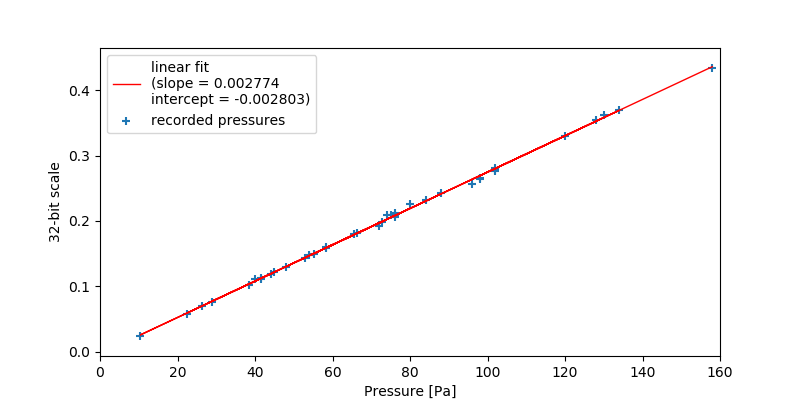 linear fit
(slope = 0.002774
intercept = -0.002803)
recorded pressures
32-bit scale
0.4
0.3
0.2
0.1
0.0
0 20 40 60 80 100 120 140 160
Pressure [Pa]